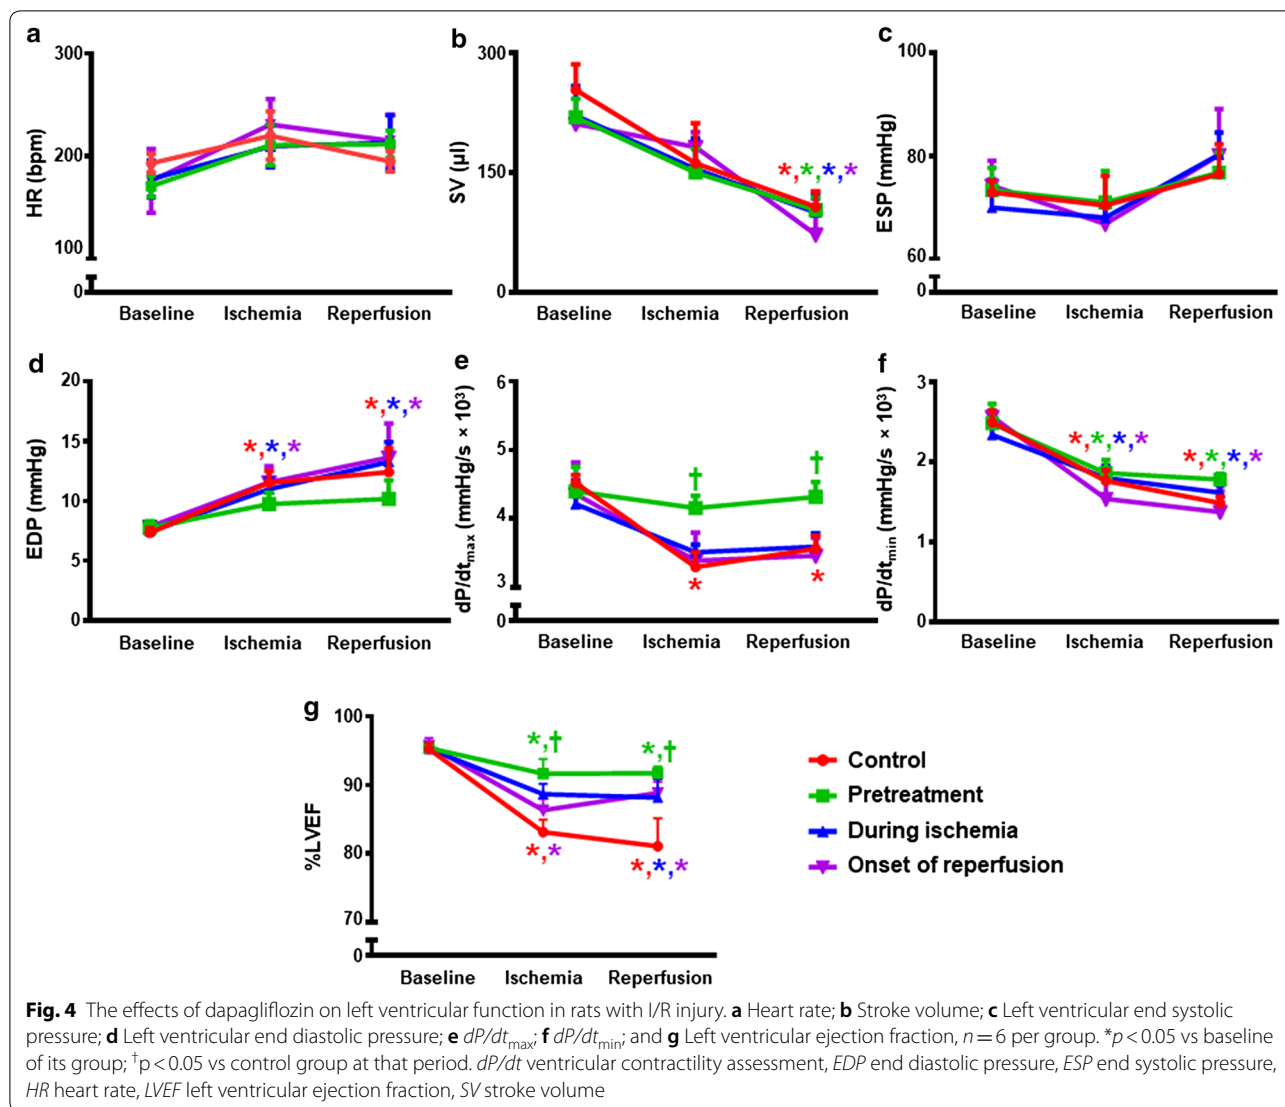 a
300
200
100
0
HR (bpm)
Baseline Ischemia Reperfusion
b
300
150
0
SV (µl)
*,*,*,*
Baseline Ischemia Reperfusion
c
100
80
60
0
ESP (mmHg)
Baseline Ischemia Reperfusion
d
20
15
10
5
0
EDP (mmHg)
*,*,*
*,*,*
Baseline Ischemia Reperfusion
e
6
5
4
3
0
dP/dtmax (mmHg/s × 10³)
† †
* *
Baseline Ischemia Reperfusion
f
3
2
1
0
dP/dtmin (mmHg/s × 10³)
*,*,*,*
*,*,*,*
Baseline Ischemia Reperfusion
g
100
90
80
70
0
%LVEF
*,† *,†
*,* *,*,*
Baseline Ischemia Reperfusion
Control
Pretreatment
During ischemia
Onset of reperfusion
Fig. 4 The effects of dapagliflozin on left ventricular function in rats with I/R injury. a Heart rate; b Stroke volume; c Left ventricular end systolic
pressure; d Left ventricular end diastolic pressure; e dP/dtmax; f dP/dtmin; and g Left ventricular ejection fraction, n = 6 per group. *p < 0.05 vs baseline
of its group; †p < 0.05 vs control group at that period. dP/dt ventricular contractility assessment, EDP end diastolic pressure, ESP end systolic pressure,
HR heart rate, LVEF left ventricular ejection fraction, SV stroke volume